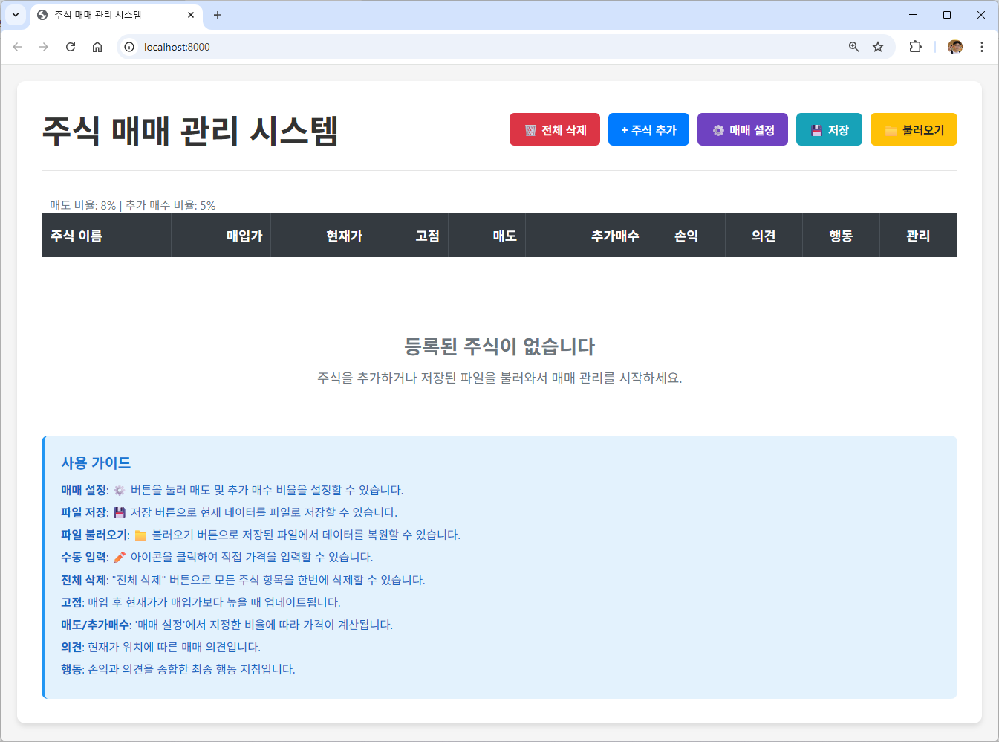 주식 매매 관리 시스템
localhost:8000
주식 매매 관리 시스템
🗑️ 전체 삭제 + 주식 추가 ⚙️ 매매 설정 💾 저장 📁 불러오기
매도 비율: 8% | 추가 매수 비율: 5%
주식 이름 매입가 현재가 고점 매도 추가매수 손익 의견 행동 관리
등록된 주식이 없습니다
주식을 추가하거나 저장된 파일을 불러와서 매매 관리를 시작하세요.
사용 가이드
매매 설정: ⚙️ 버튼을 눌러 매도 및 추가 매수 비율을 설정할 수 있습니다.
파일 저장: 💾 저장 버튼으로 현재 데이터를 파일로 저장할 수 있습니다.
파일 불러오기: 📁 불러오기 버튼으로 저장된 파일에서 데이터를 복원할 수 있습니다.
수동 입력: ✏️ 아이콘을 클릭하여 직접 가격을 입력할 수 있습니다.
전체 삭제: "전체 삭제" 버튼으로 모든 주식 항목을 한번에 삭제할 수 있습니다.
고점: 매입 후 현재가가 매입가보다 높을 때 업데이트됩니다.
매도/추가매수: '매매 설정'에서 지정한 비율에 따라 가격이 계산됩니다.
의견: 현재가 위치에 따른 매매 의견입니다.
행동: 손익과 의견을 종합한 최종 행동 지침입니다.